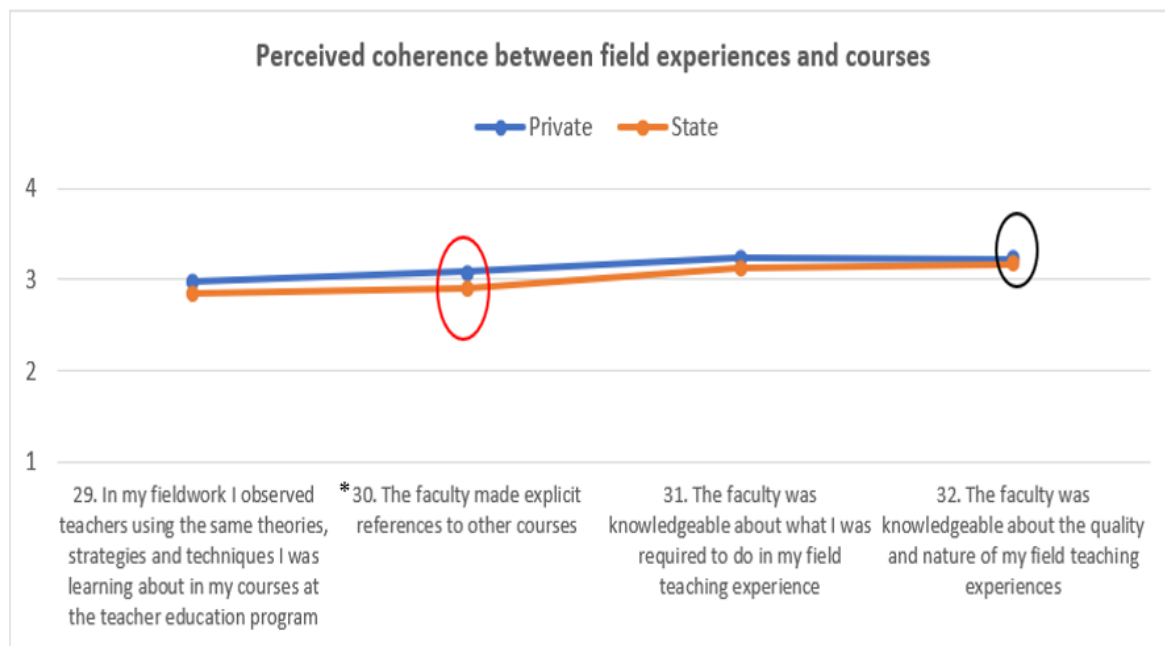 Perceived coherence between field experiences and courses
Private State
4
3
2
1
29. In my fieldwork I observed
teachers using the same theories,
strategies and techniques I was
learning about in my courses at
the teacher education program
*30. The faculty made explicit
references to other courses
31. The faculty was
knowledgeable about what I was
required to do in my field
teaching experience
32. The faculty was
knowledgeable about the quality
and nature of my field teaching
experiences